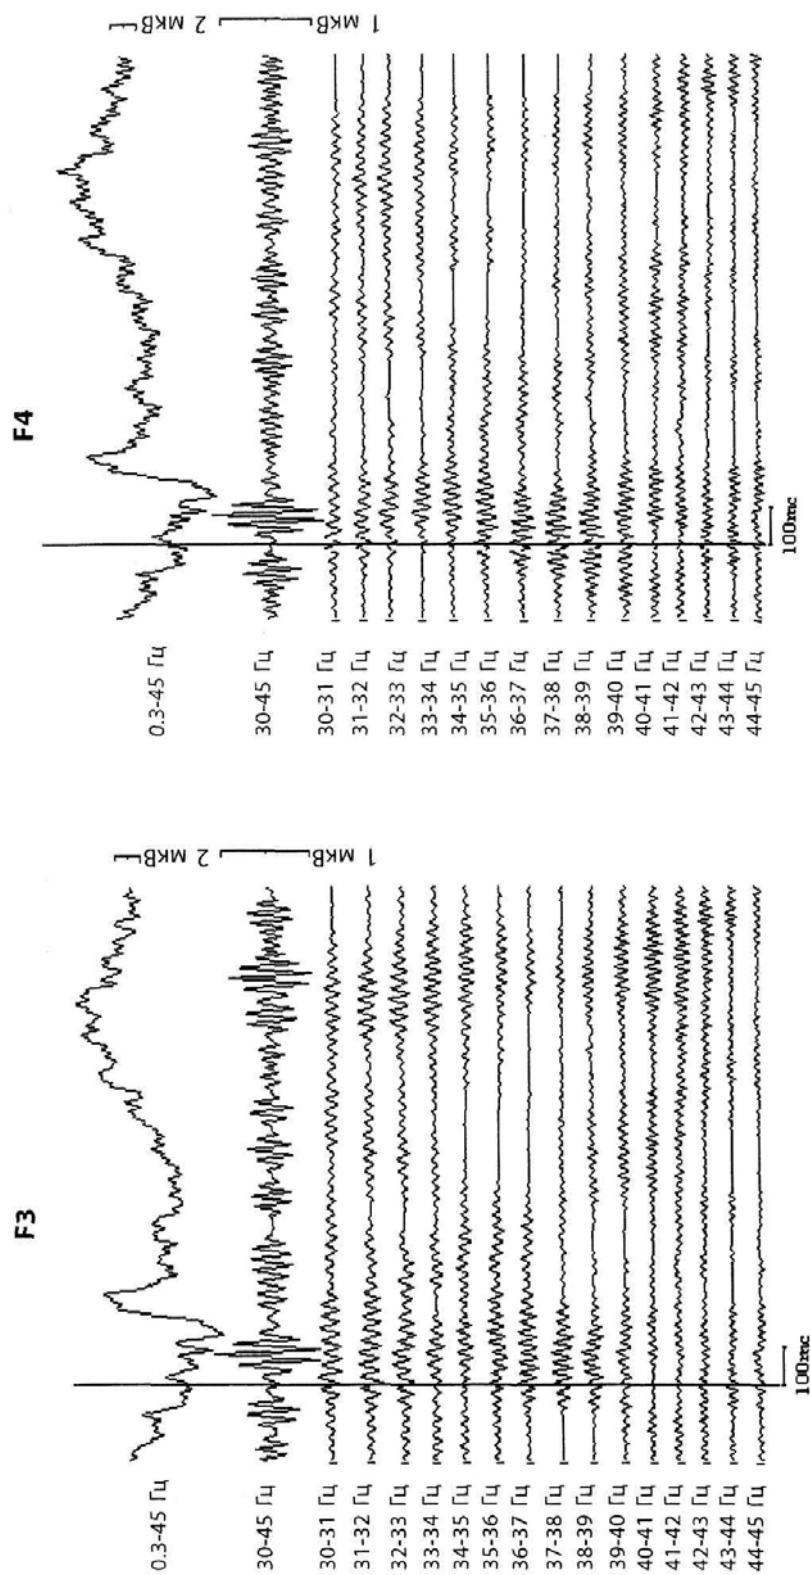 F3
0.3-45 Гц
30-45 Гц
30-31 Гц
31-32 Гц
32-33 Гц
33-34 Гц
34-35 Гц
35-36 Гц
36-37 Гц
37-38 Гц
38-39 Гц
39-40 Гц
40-41 Гц
41-42 Гц
42-43 Гц
43-44 Гц
44-45 Гц
2 мкВ
1 мкВ
100мс
F4
0.3-45 Гц
30-45 Гц
30-31 Гц
31-32 Гц
32-33 Гц
33-34 Гц
34-35 Гц
35-36 Гц
36-37 Гц
37-38 Гц
38-39 Гц
39-40 Гц
40-41 Гц
41-42 Гц
42-43 Гц
43-44 Гц
44-45 Гц
2 мкВ
1 мкВ
100мс